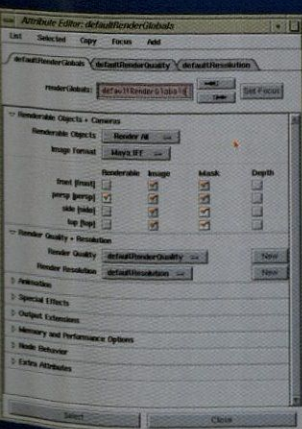 Attribute Editor: defaultRenderGlobals
List Selected Copy Focus Add
defaultRenderGlobals defaultRenderQuality defaultResolution
renderGlobals: defaultRenderGlobals Set Focus
Renderable Objects + Cameras
Renderable Objects Render All
Image Format Maya IFF
Renderable Image Mask Depth
front [front]
persp [persp]
side [side]
top [top]
Render Quality + Resolution
Render Quality defaultRenderQuality New
Render Resolution defaultResolution New
Animation
Special Effects
Output Extensions
Memory and Performance Options
Node Behavior
Extra Attributes
Select Close